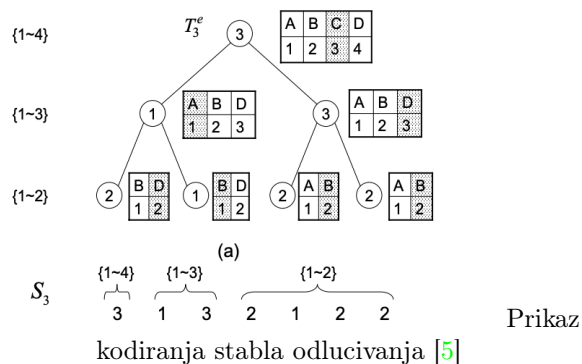 {1~4} T₃ᵉ 3 A B C D
1 2 3 4
{1~3} 1 A B D 3 A B D
1 2 3 1 2 3
{1~2} 2 B D 1 B D 2 A B 2 A B
1 2 1 2 1 2 1 2
(a)
{1~4} {1~3} {1~2}
S₃ 3 1 3 2 1 2 2
Prikaz
kodiranja stabla odlucivanja [5]